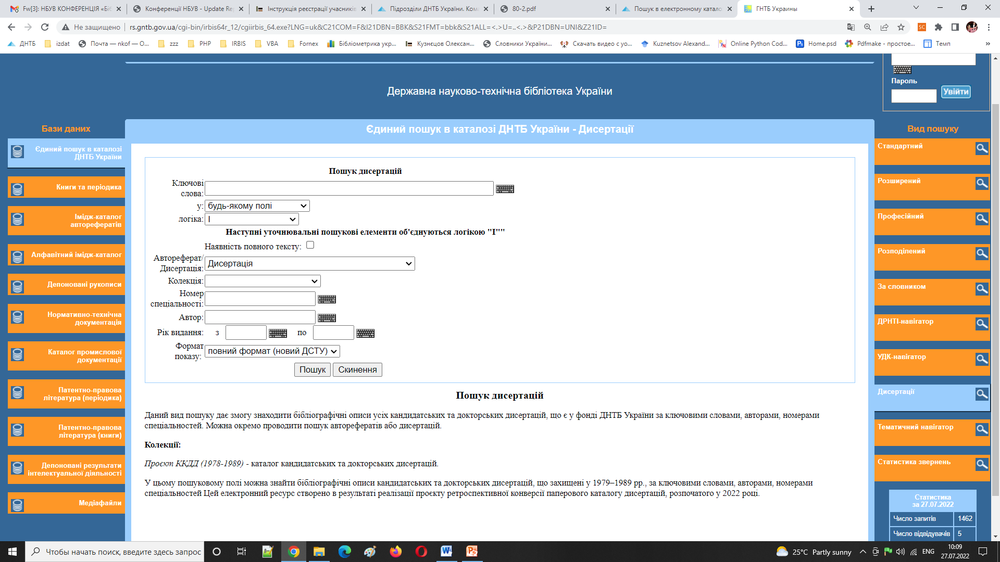 Fw[3]: НБУВ КОНФЕРЕНЦІЯ «Біб
Конференції НБУВ - Update Rep
Інструкція реєстрації учасників
Підрозділи ДНТБ України. Комп
80-2.pdf
Пошук в електронному катало
ГНТБ Украины
Не защищено
rs.gntb.gov.ua/cgi-bin/irbis64r_12/cgiirbis_64.exe?LNG=uk&C21COM=F&I21DBN=BBK&S21FMT=bbk&S21ALL=<.>U=..<.>&P21DBN=UNI&Z21ID=
ДНТБ
izdat
Почта — nkof — O...
zzz
PHP
IRBIS
VBA
Fornex
Бібліометрика укр...
Кузнєцов Олексан...
Словники України...
Скачать видео с yo...
Kuznetsov Alexand...
Online Python Cod...
Home.psd
Pdfmake - простое...
Темп
»
Державна науково-технічна бібліотека України
Пароль
Увійти
Бази даних
Єдиний пошук в каталозі
ДНТБ України
Книги та періодика
Імідж-каталог
авторефератів
Алфавітний імідж-каталог
Депоновані рукописи
Нормативно-технічна
документація
Каталог промислової
документації
Патентно-правова
література (періодика)
Патентно-правова
література (книги)
Депоновані результати
інтелектуальної діяльності
Медіафайли
Єдиний пошук в каталозі ДНТБ України - Дисертації
Пошук дисертацій
Ключові
слова:
у: будь-якому полі
логіка: І
Наступні уточнювальні пошукові елементи об'єднуються логікою "І""
Наявність повного тексту:
Автореферат/
Дисертація: Дисертація
Колекція:
Номер
спеціальності:
Автор:
Рік видання: з по
Формат
показу: повний формат (новий ДСТУ)
Пошук Скинення
Пошук дисертацій
Даний вид пошуку дає змогу знаходити бібліографічні описи усіх кандидатських та докторських дисертацій, що є у фонді ДНТБ України за ключовими словами, авторами, номерами
спеціальностей. Можна окремо проводити пошук авторефератів або дисертацій.
Колекції:
Проєкт ККДД (1978-1989) - каталог кандидатських та докторських дисертацій.
У цьому пошуковому полі можна знайти бібліографічні описи кандидатських та докторських дисертацій, що захищені у 1979–1989 рр., за ключовими словами, авторами, номерами
спеціальностей Цей електронний ресурс створено в результаті реалізації проєкту ретроспективної конверсії паперового каталогу дисертацій, розпочатого у 2022 році.
Вид пошуку
Стандартний
Розширений
Професійний
Розподілений
За словником
ДРНТІ-навігатор
УДК-навігатор
Дисертації
Тематичний навігатор
Статистика звернень
Статистика
за 27.07.2022
Число запитів 1462
Число відвідувачів 5
Чтобы начать поиск, введите здесь запрос
25°C Partly sunny
ENG
10:09
27.07.2022